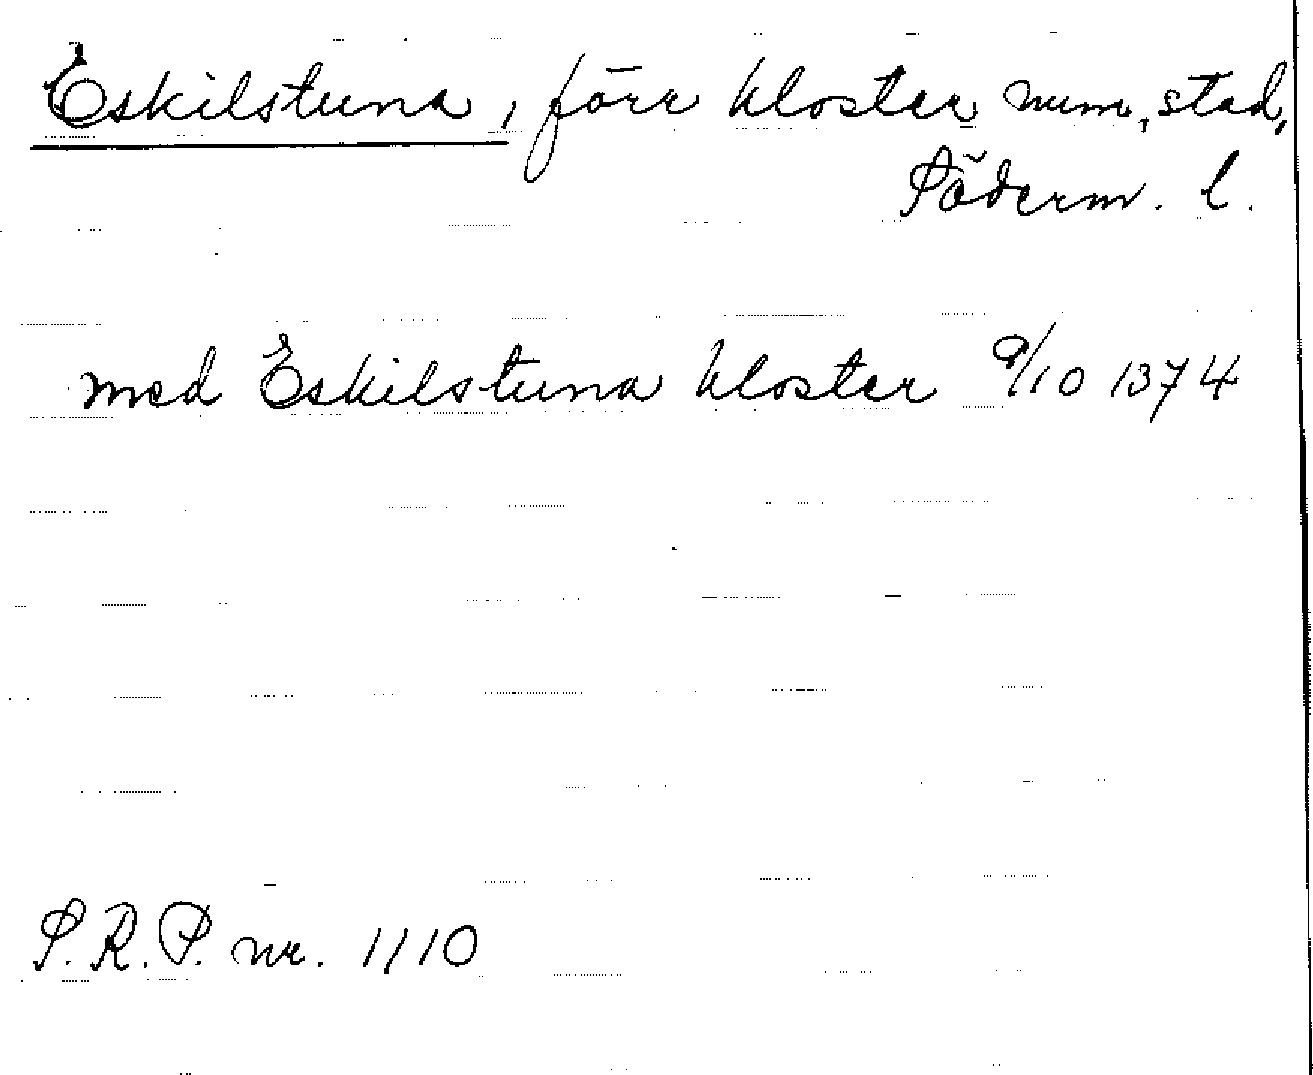 Eskilstuna, förr kloster num, stad,
Söderm. l.
med Eskilstuna kloster 9/10 1374
S.R.P. nr. 1110